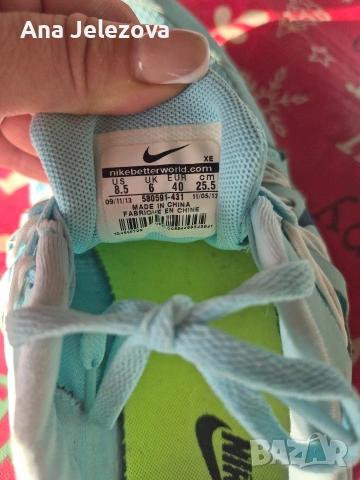 Ana Jelezova
XE
nikebetterworld.com
US UK EUR cm
8.5 6 40 25.5
09/11/13 580591-431 11/05/13
MADE IN CHINA
FABRIQUE EN CHINE
NIKE
BAZAR